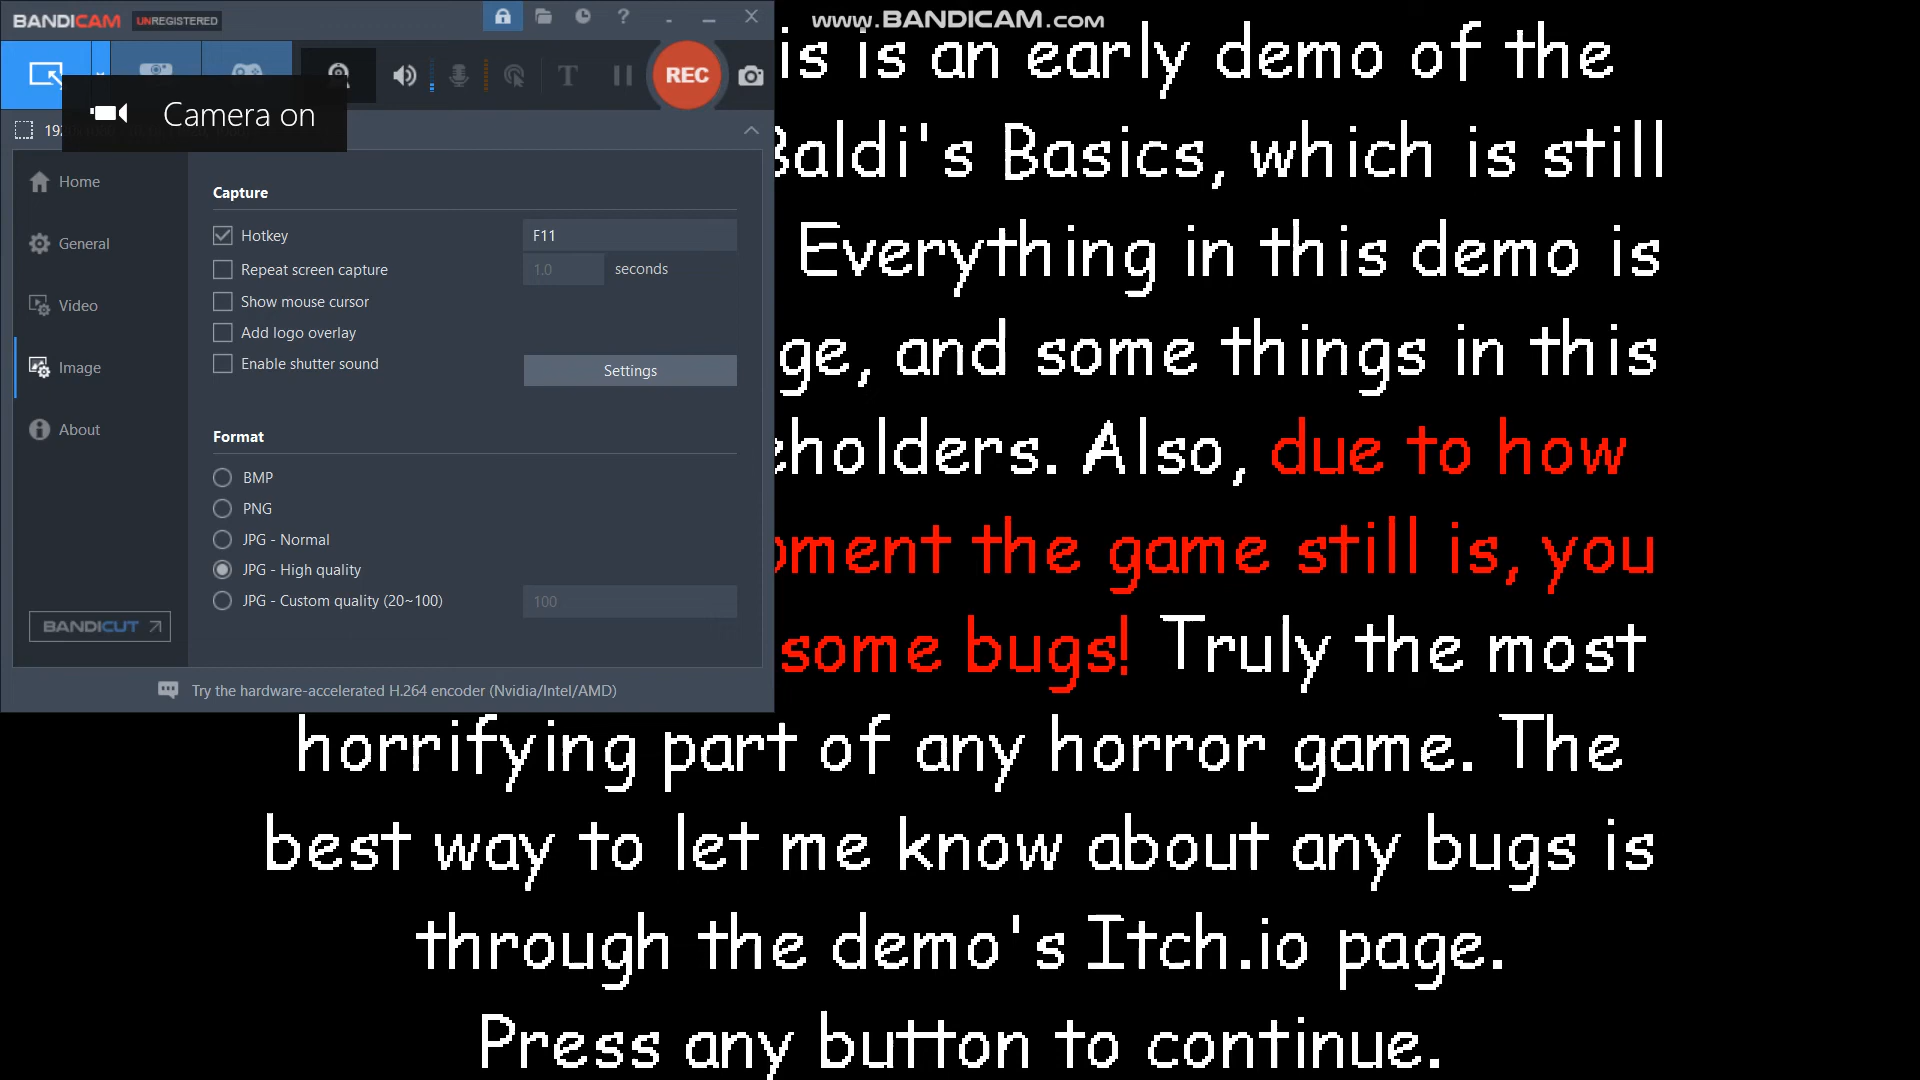 BANDICAM UNREGISTERED
www.BANDICAM.com
REC
Camera on
Home
General
Video
Image
About
BANDICUT
Capture
Hotkey F11
Repeat screen capture 1.0 seconds
Show mouse cursor
Add logo overlay
Enable shutter sound
Settings
Format
BMP
PNG
JPG - Normal
JPG - High quality
JPG - Custom quality (20~100) 100
Try the hardware-accelerated H.264 encoder (Nvidia/Intel/AMD)
is is an early demo of the
Baldi's Basics, which is still
Everything in this demo is
ge, and some things in this
eholders. Also, due to how
oment the game still is, you
some bugs! Truly the most
horrifying part of any horror game. The
best way to let me know about any bugs is
through the demo's Itch.io page.
Press any button to continue.